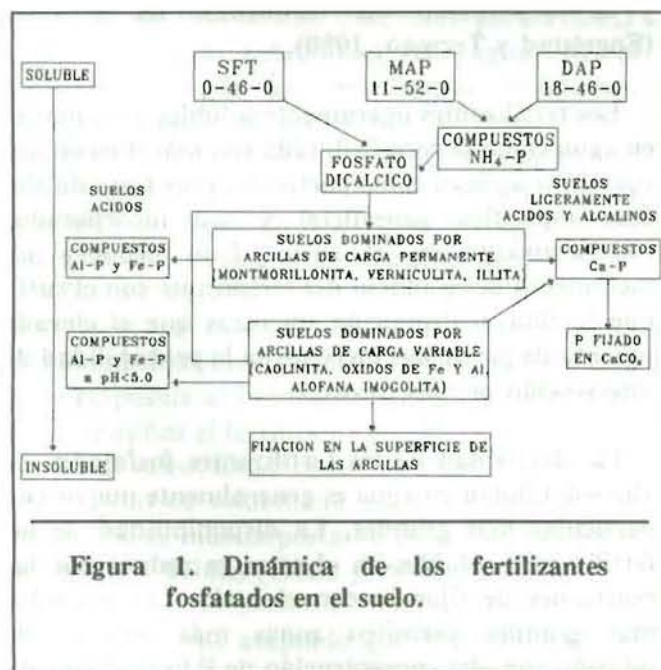 (Engelstad y Terman, 1980)
SOLUBLE
SFT
0-46-0
MAP
11-52-0
DAP
18-46-0
COMPUESTOS
NH₄-P
FOSFATO
DICALCICO
SUELOS
ACIDOS
SUELOS
LIGERAMENTE
ACIDOS Y ALCALINOS
COMPUESTOS
Al-P y Fe-P
SUELOS DOMINADOS POR
ARCILLAS DE CARGA PERMANENTE
(MONTMORILLONITA, VERMICULITA, ILLITA)
COMPUESTOS
Ca-P
COMPUESTOS
Al-P y Fe-P
a pH<5.0
SUELOS DOMINADOS POR
ARCILLAS DE CARGA VARIABLE
(CAOLINITA, OXIDOS DE Fe Y Al,
ALOFANA IMOGOLITA)
P FIJADO
EN CaCO₃
INSOLUBLE
FIJACION EN LA SUPERFICIE DE
LAS ARCILLAS
Figura 1. Dinámica de los fertilizantes
fosfatados en el suelo.